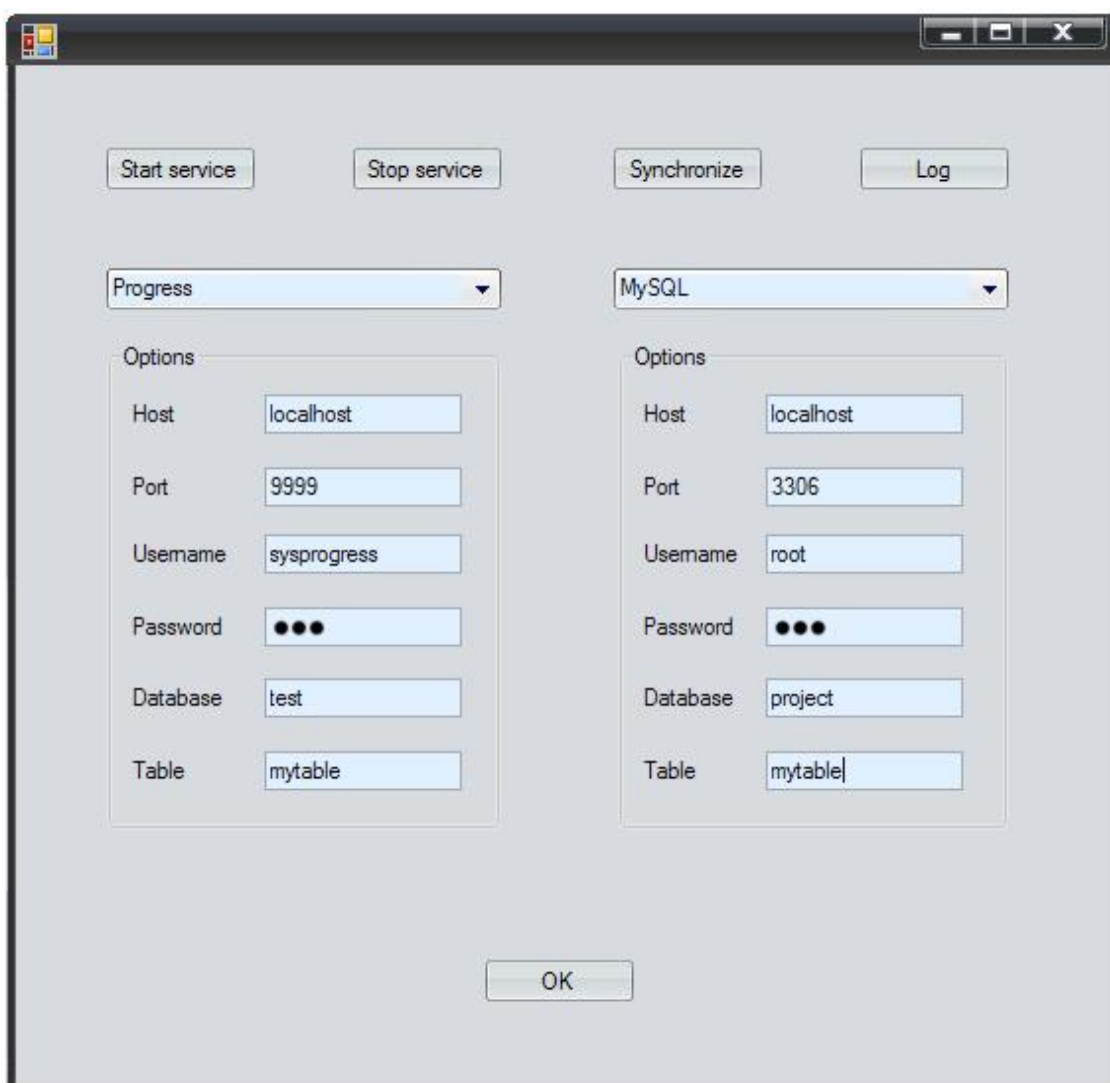 Start service Stop service Synchronize Log
Progress MySQL
Options Options
Host localhost Host localhost
Port 9999 Port 3306
Username sysprogress Username root
Password ●●● Password ●●●
Database test Database project
Table mytable Table mytable
OK